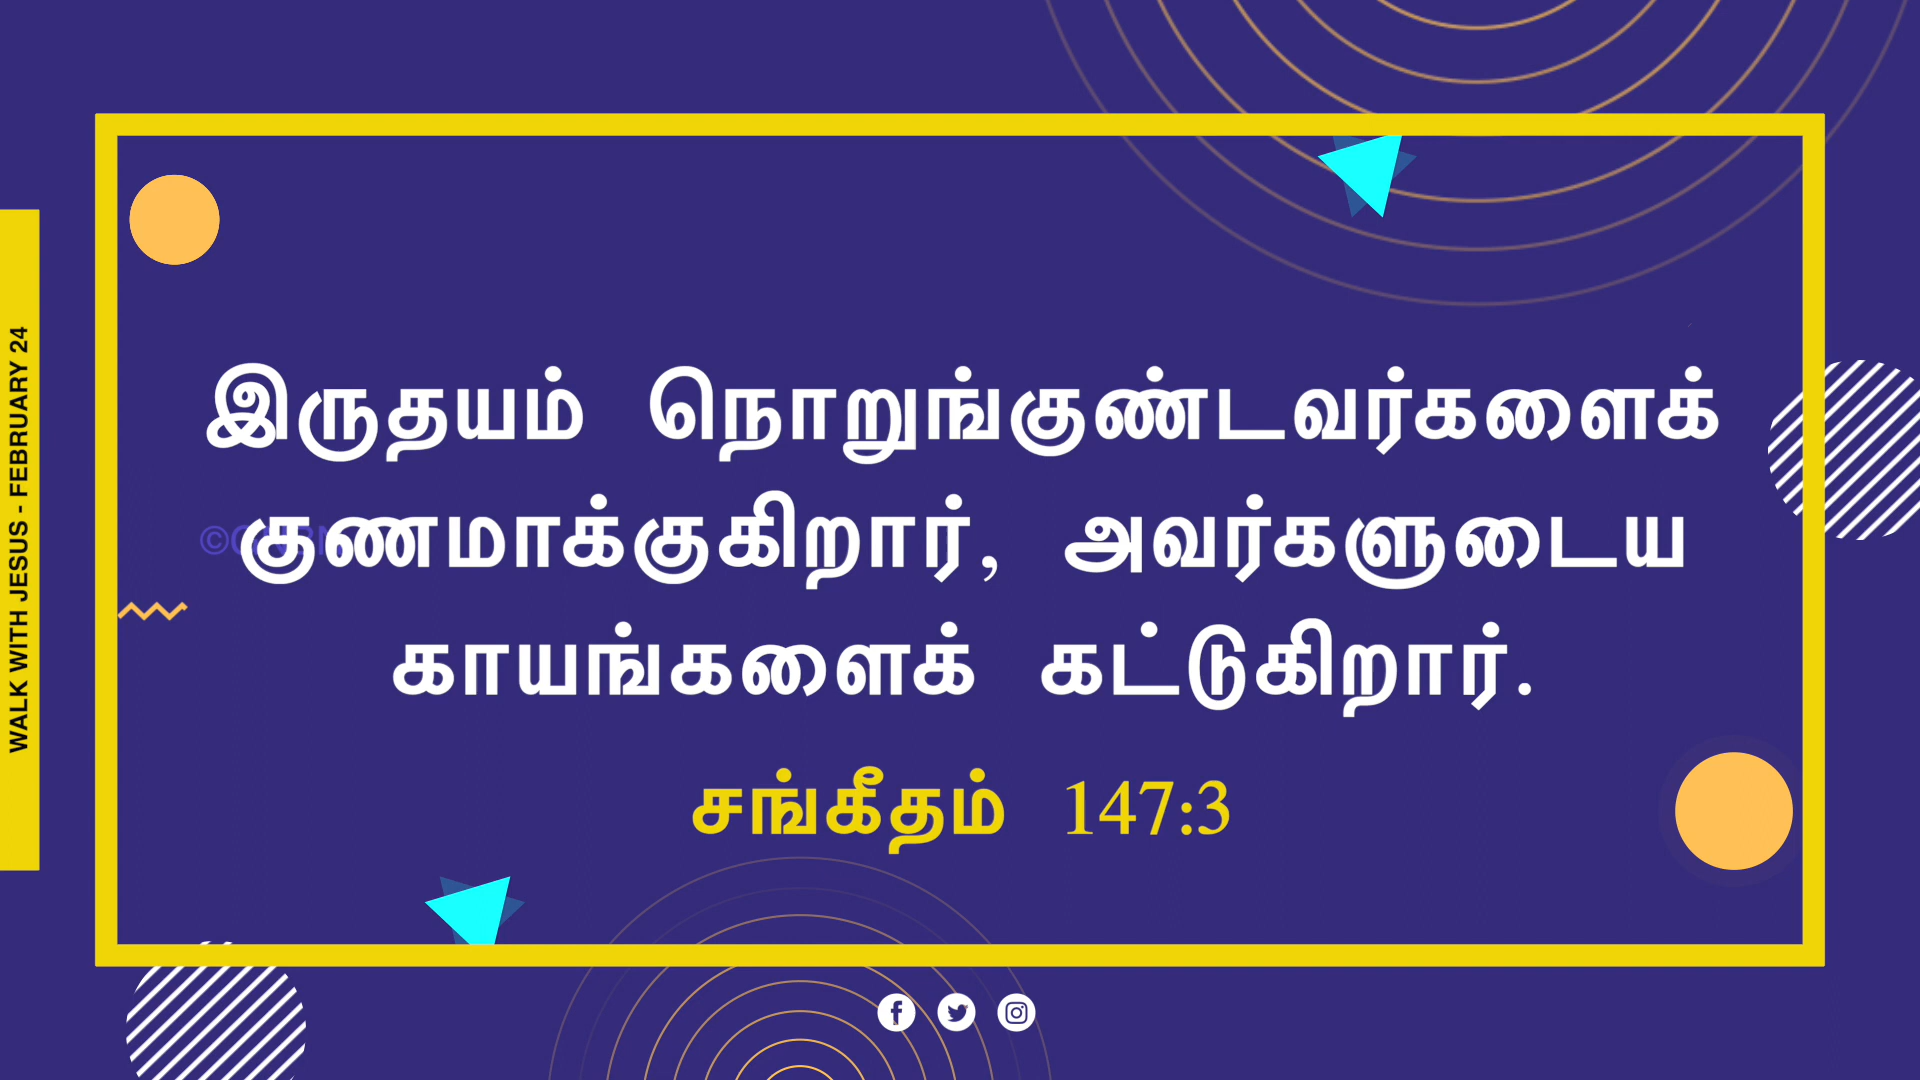 WALK WITH JESUS - FEBRUARY 24
இருதயம் நொறுங்குண்டவர்களைக்
குணமாக்குகிறார், அவர்களுடைய
காயங்களைக் கட்டுகிறார்.
சங்கீதம் 147:3